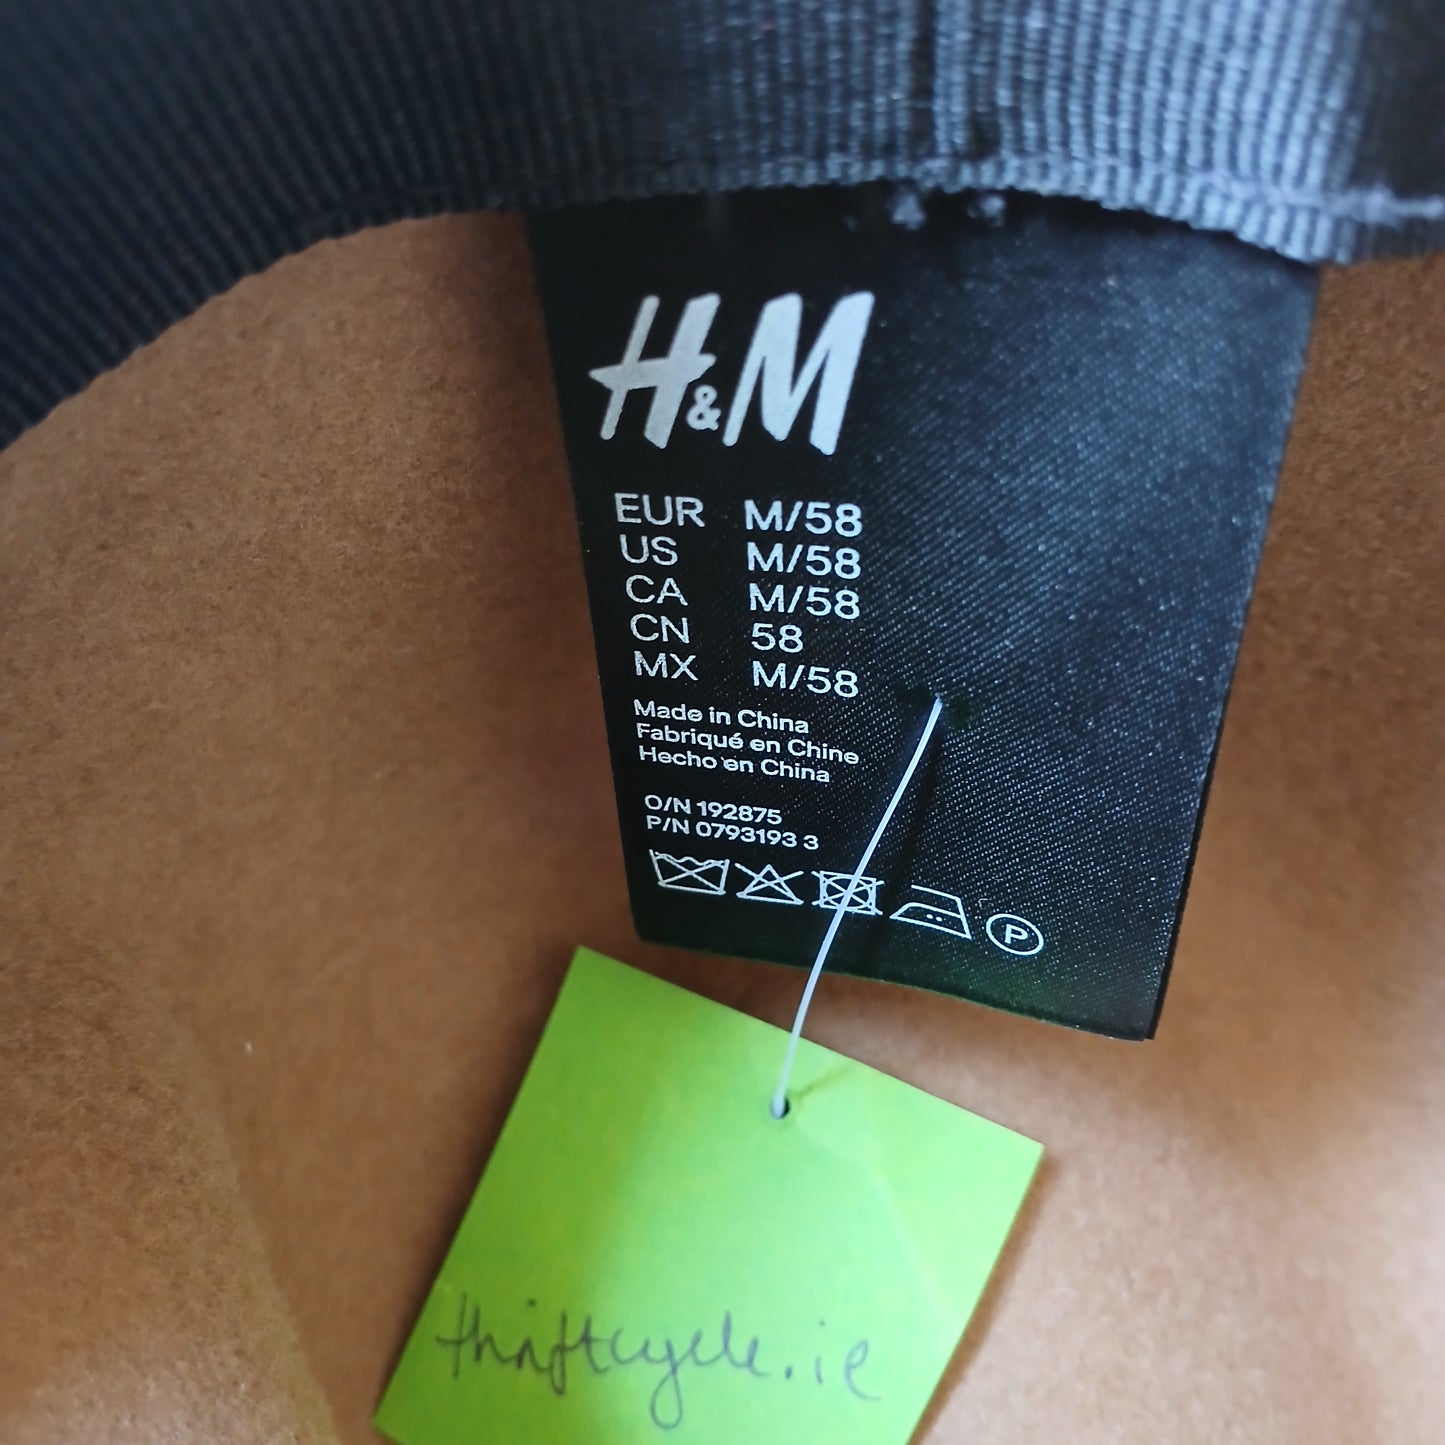 H&M
EUR M/58
US M/58
CA M/58
CN 58
MX M/58
Made in China
Fabriqué en Chine
Hecho en China
O/N 192875
P/N 0793193 3
P
thriftcycle.ie